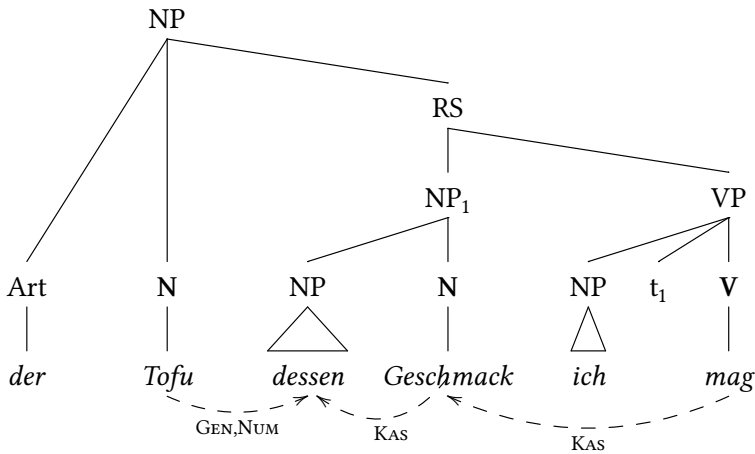 NP
RS
NP₁ VP
Art N NP N NP t₁ V
der Tofu dessen Geschmack ich mag
Gen,Num Kas Kas